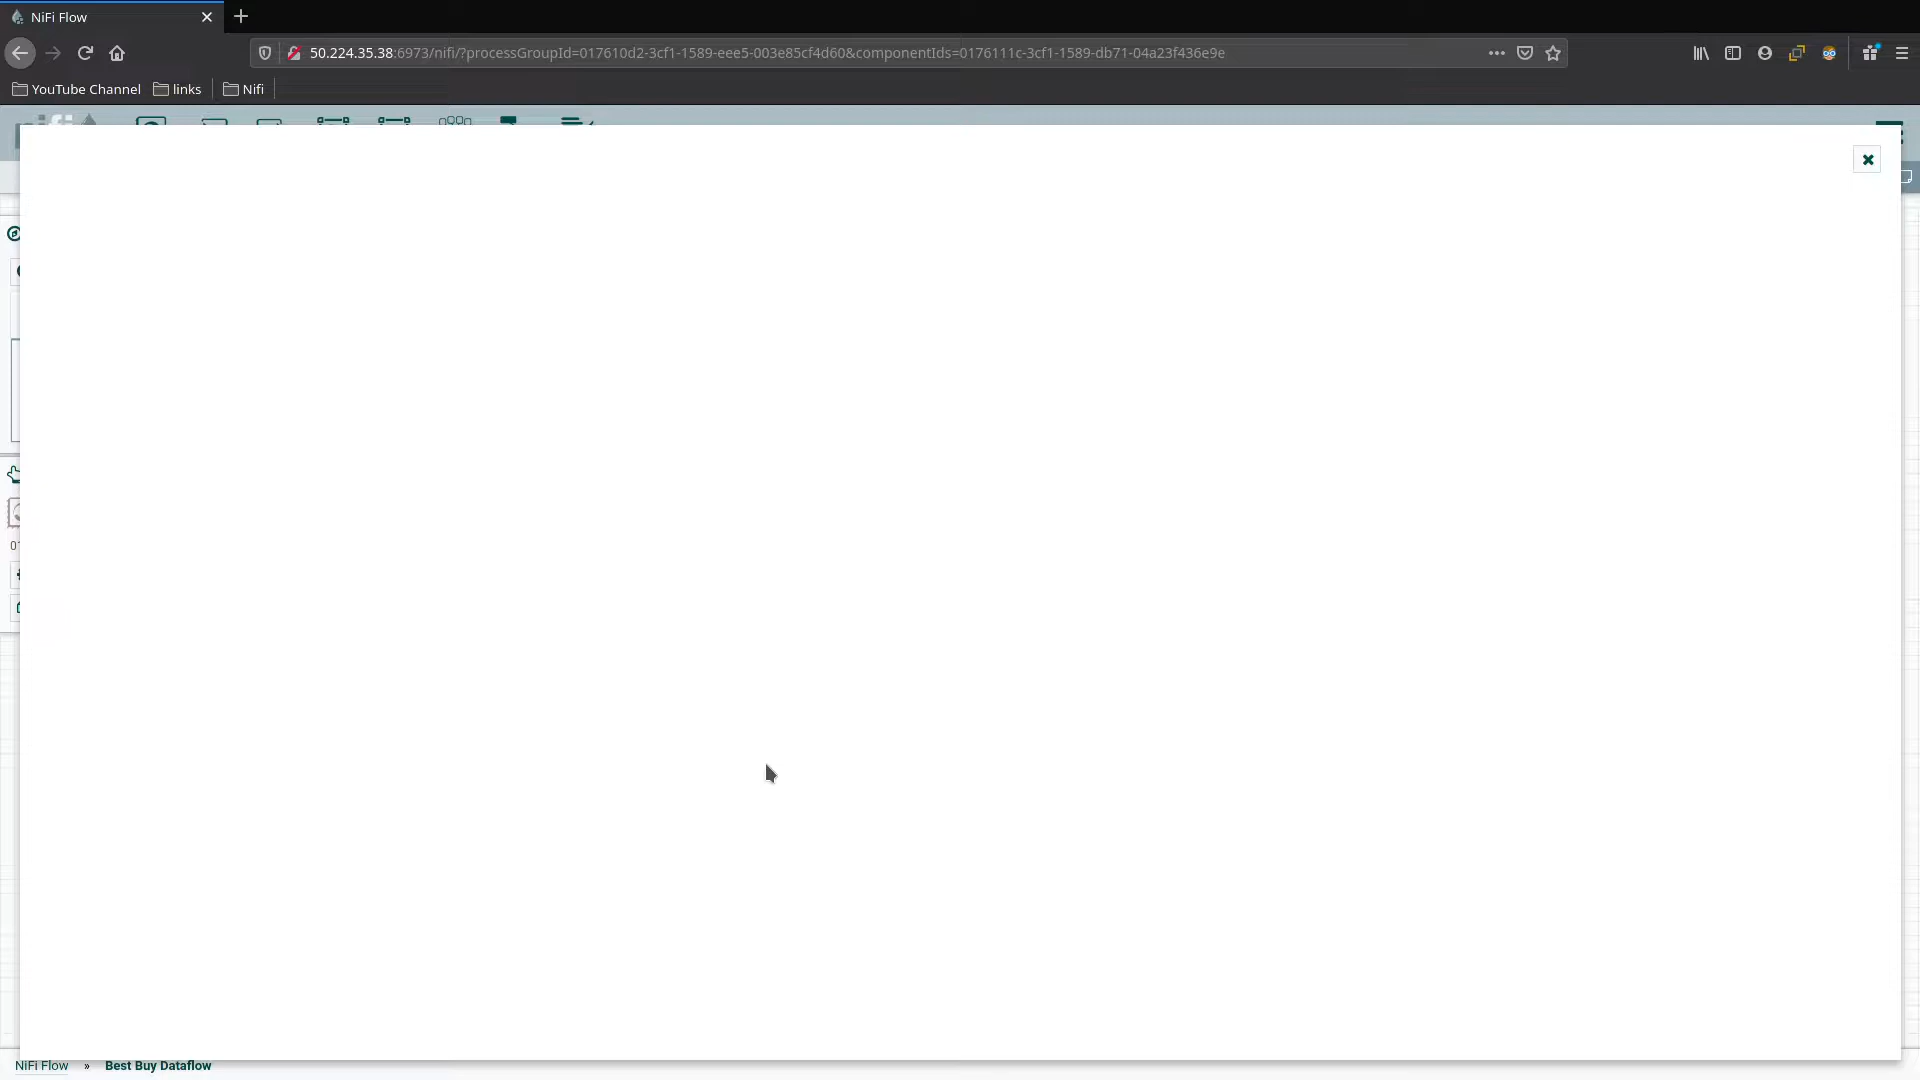 NiFi Flow
50.224.35.38:6973/nifi/?processGroupId=017610d2-3cf1-1589-eee5-003e85cf4d60&componentIds=0176111c-3cf1-1589-db71-04a23f436e9e
YouTube Channel links Nifi
NiFi Flow » Best Buy Dataflow